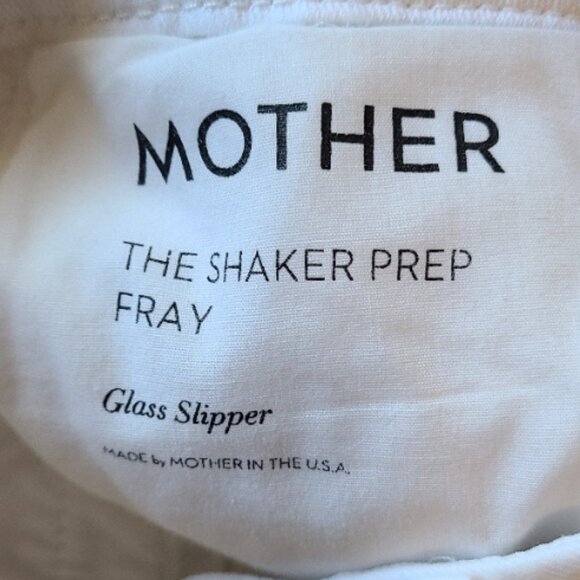 MOTHER
THE SHAKER PREP
FRAY
Glass Slipper
MADE by MOTHER IN THE U.S.A.